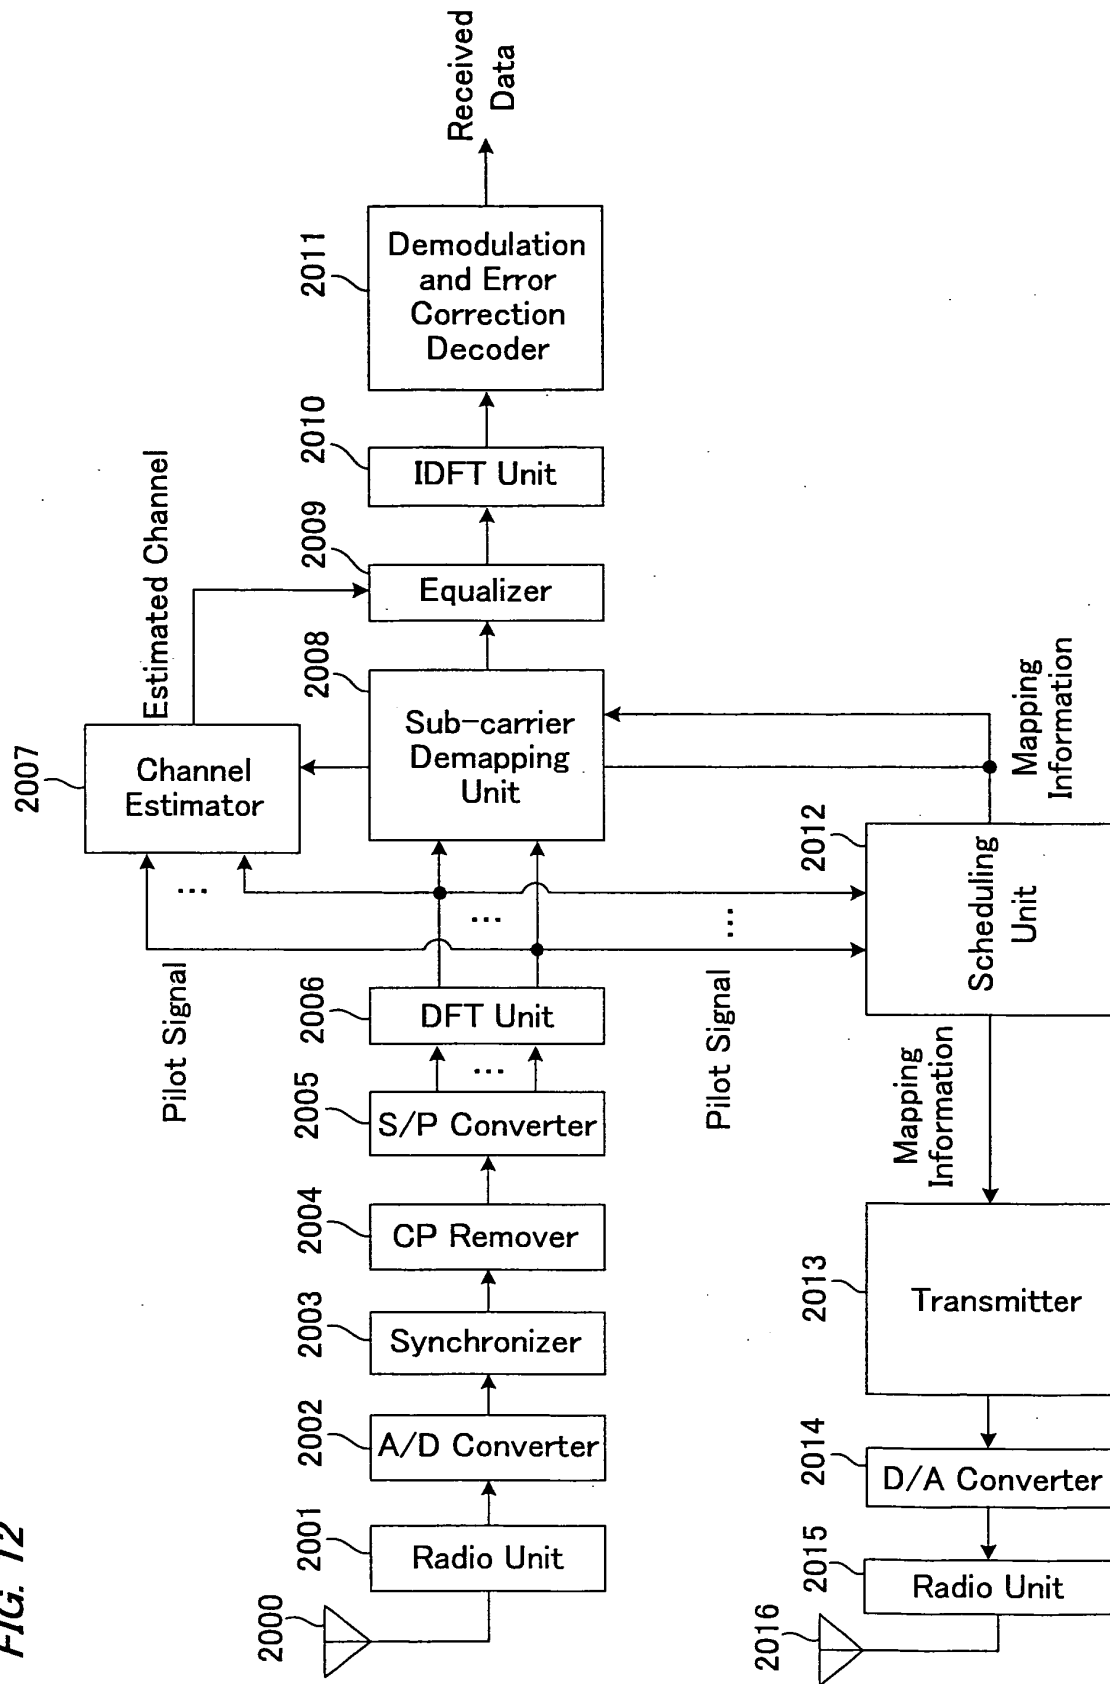 FIG. 12
2000
2001
Radio Unit
2002
A/D Converter
2003
Synchronizer
2004
CP Remover
2005
S/P Converter
...
2006
DFT Unit
...
Pilot Signal
...
2007
Channel
Estimator
Estimated Channel
2008
Sub-carrier
Demapping
Unit
2009
Equalizer
2010
IDFT Unit
2011
Demodulation
and Error
Correction
Decoder
Received
Data
Pilot Signal
...
2012
Scheduling
Unit
Mapping
Information
Mapping
Information
2013
Transmitter
2014
D/A Converter
2015
Radio Unit
2016